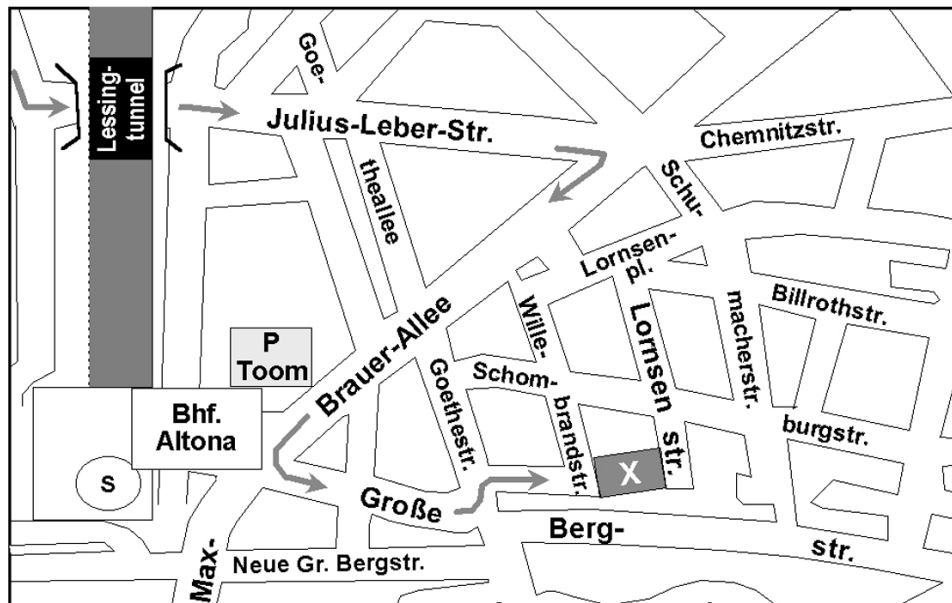 Goe-
Lessing-
tunnel
Julius-Leber-Str.
Chemnitzstr.
theallee
Schu-
Lornsen-
pl.
Billrothstr.
macherstr.
Lornsen
str.
Wille-
brandstr.
P
Toom
Brauer-Allee
Goethestr.
Schom-
burgstr.
Bhf.
Altona
S
X
Große
Berg-
str.
Max-
Neue Gr. Bergstr.